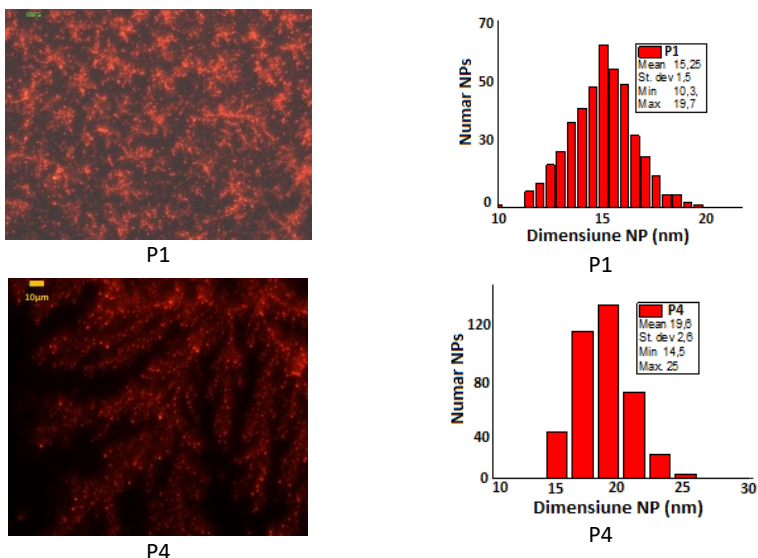 P1
70
50
30
0
10
15
20
Numar NPs
Dimensiune NP (nm)
P1
Mean 15,25
St. dev 1,5
Min 10,3,
Max 19,7
P1
10µm
P4
120
80
40
0
10
15
20
25
30
Numar NPs
Dimensiune NP (nm)
P4
Mean 19,6
St. dev 2,6
Min 14,5
Max. 25
P4